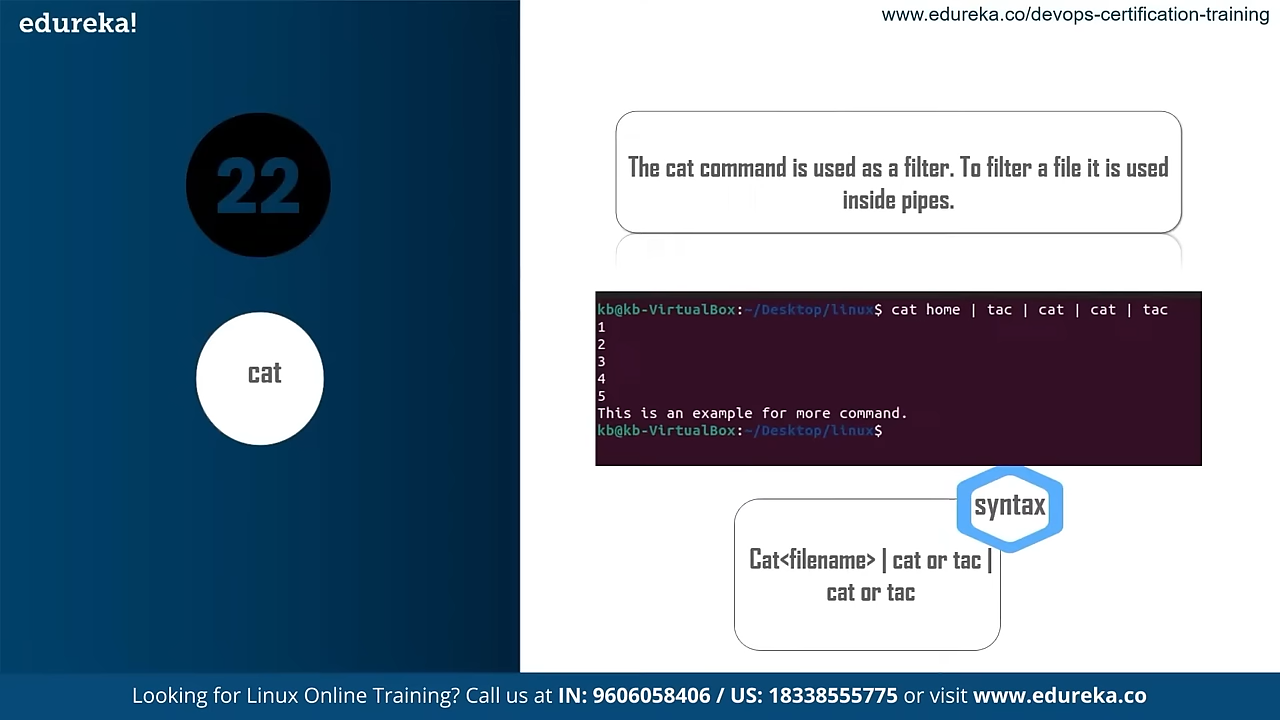 edureka!
www.edureka.co/devops-certification-training
22
cat
The cat command is used as a filter. To filter a file it is used
inside pipes.
kb@kb-VirtualBox:~/Desktop/linux$ cat home | tac | cat | cat | tac
1
2
3
4
5
This is an example for more command.
kb@kb-VirtualBox:~/Desktop/linux$
syntax
Cat<filename> | cat or tac |
cat or tac
Looking for Linux Online Training? Call us at IN: 9606058406 / US: 18338555775 or visit www.edureka.co